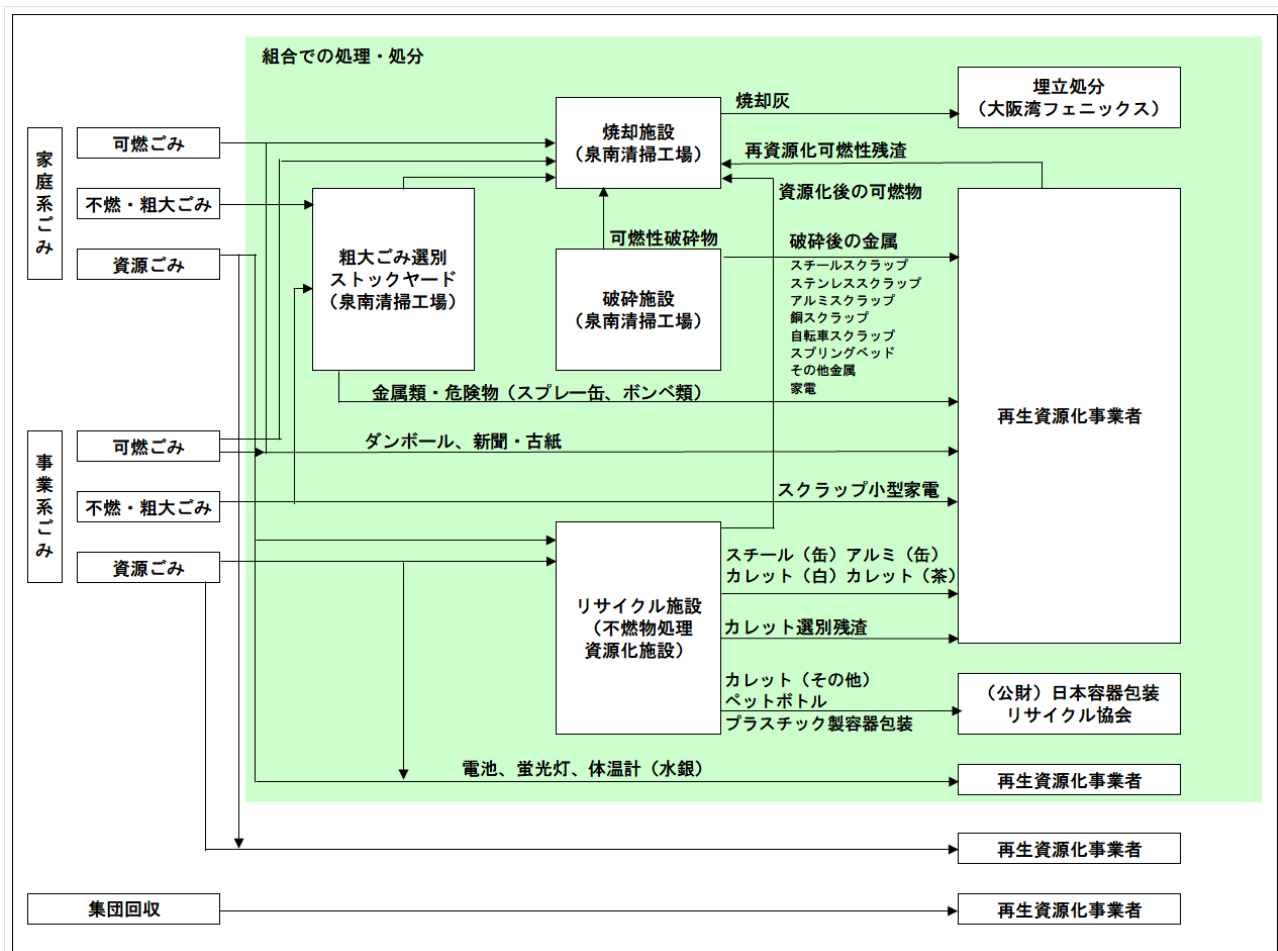 組合での処理・処分
家庭系ごみ
可燃ごみ
不燃・粗大ごみ
資源ごみ
事業系ごみ
可燃ごみ
不燃・粗大ごみ
資源ごみ
集団回収
粗大ごみ選別
ストックヤード
（泉南清掃工場）
焼却施設
（泉南清掃工場）
可燃性破砕物
破砕施設
（泉南清掃工場）
焼却灰
埋立処分
（大阪湾フェニックス）
再資源化可燃性残渣
資源化後の可燃物
破砕後の金属
スチールスクラップ
ステンレススクラップ
アルミスクラップ
銅スクラップ
自転車スクラップ
スプリングベッド
その他金属
家電
金属類・危険物（スプレー缶、ボンベ類）
ダンボール、新聞・古紙
スクラップ小型家電
再生資源化事業者
リサイクル施設
（不燃物処理
資源化施設）
スチール（缶）アルミ（缶）
カレット（白）カレット（茶）
カレット選別残渣
カレット（その他）
ペットボトル
プラスチック製容器包装
（公財）日本容器包装
リサイクル協会
電池、蛍光灯、体温計（水銀）
再生資源化事業者
再生資源化事業者
再生資源化事業者